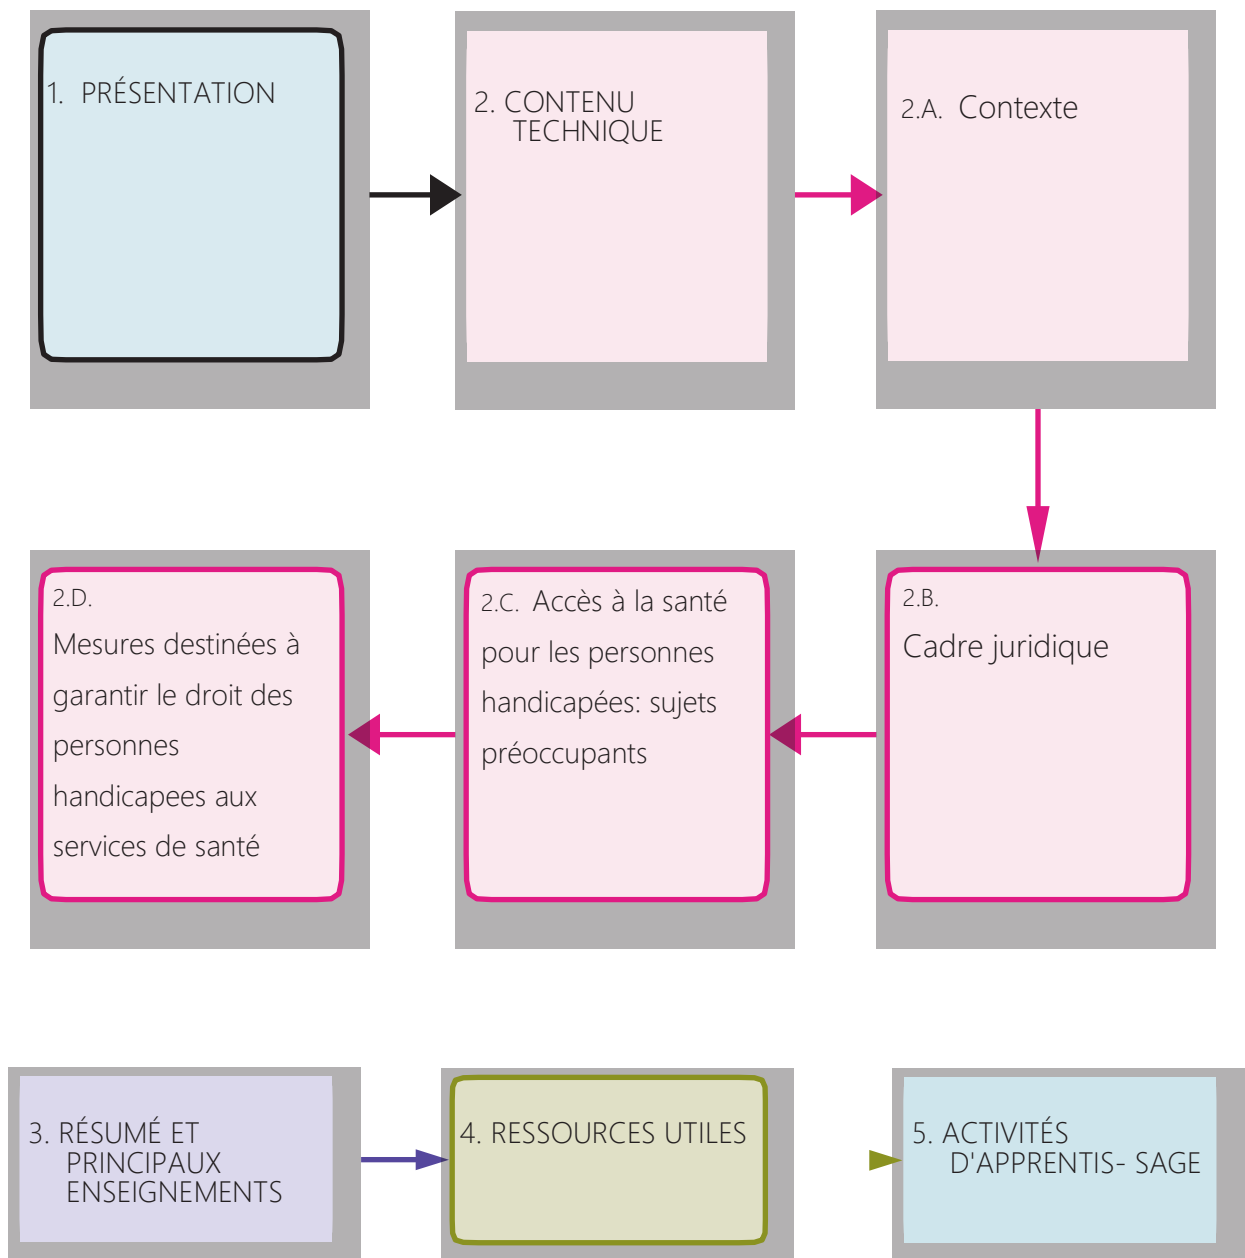 1. PRÉSENTATION
2. CONTENU
TECHNIQUE
2.A. Contexte
2.D.
Mesures destinées à
garantir le droit des
personnes
handicapees aux
services de santé
2.C. Accès à la santé
pour les personnes
handicapées: sujets
préoccupants
2.B.
Cadre juridique
3. RÉSUMÉ ET
PRINCIPAUX
ENSEIGNEMENTS
4. RESSOURCES UTILES
5. ACTIVITÉS
D'APPRENTIS- SAGE